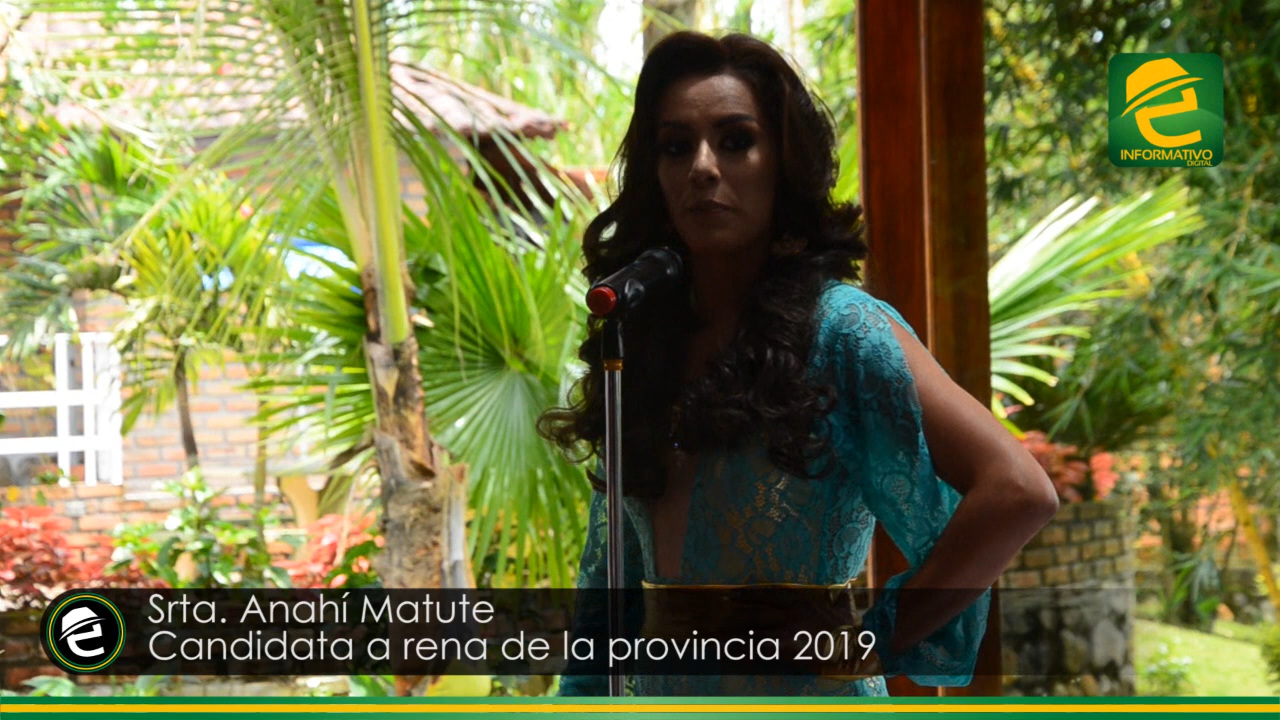 INFORMATIVO
DIGITAL
Srta. Anahí Matute
Candidata a rena de la provincia 2019